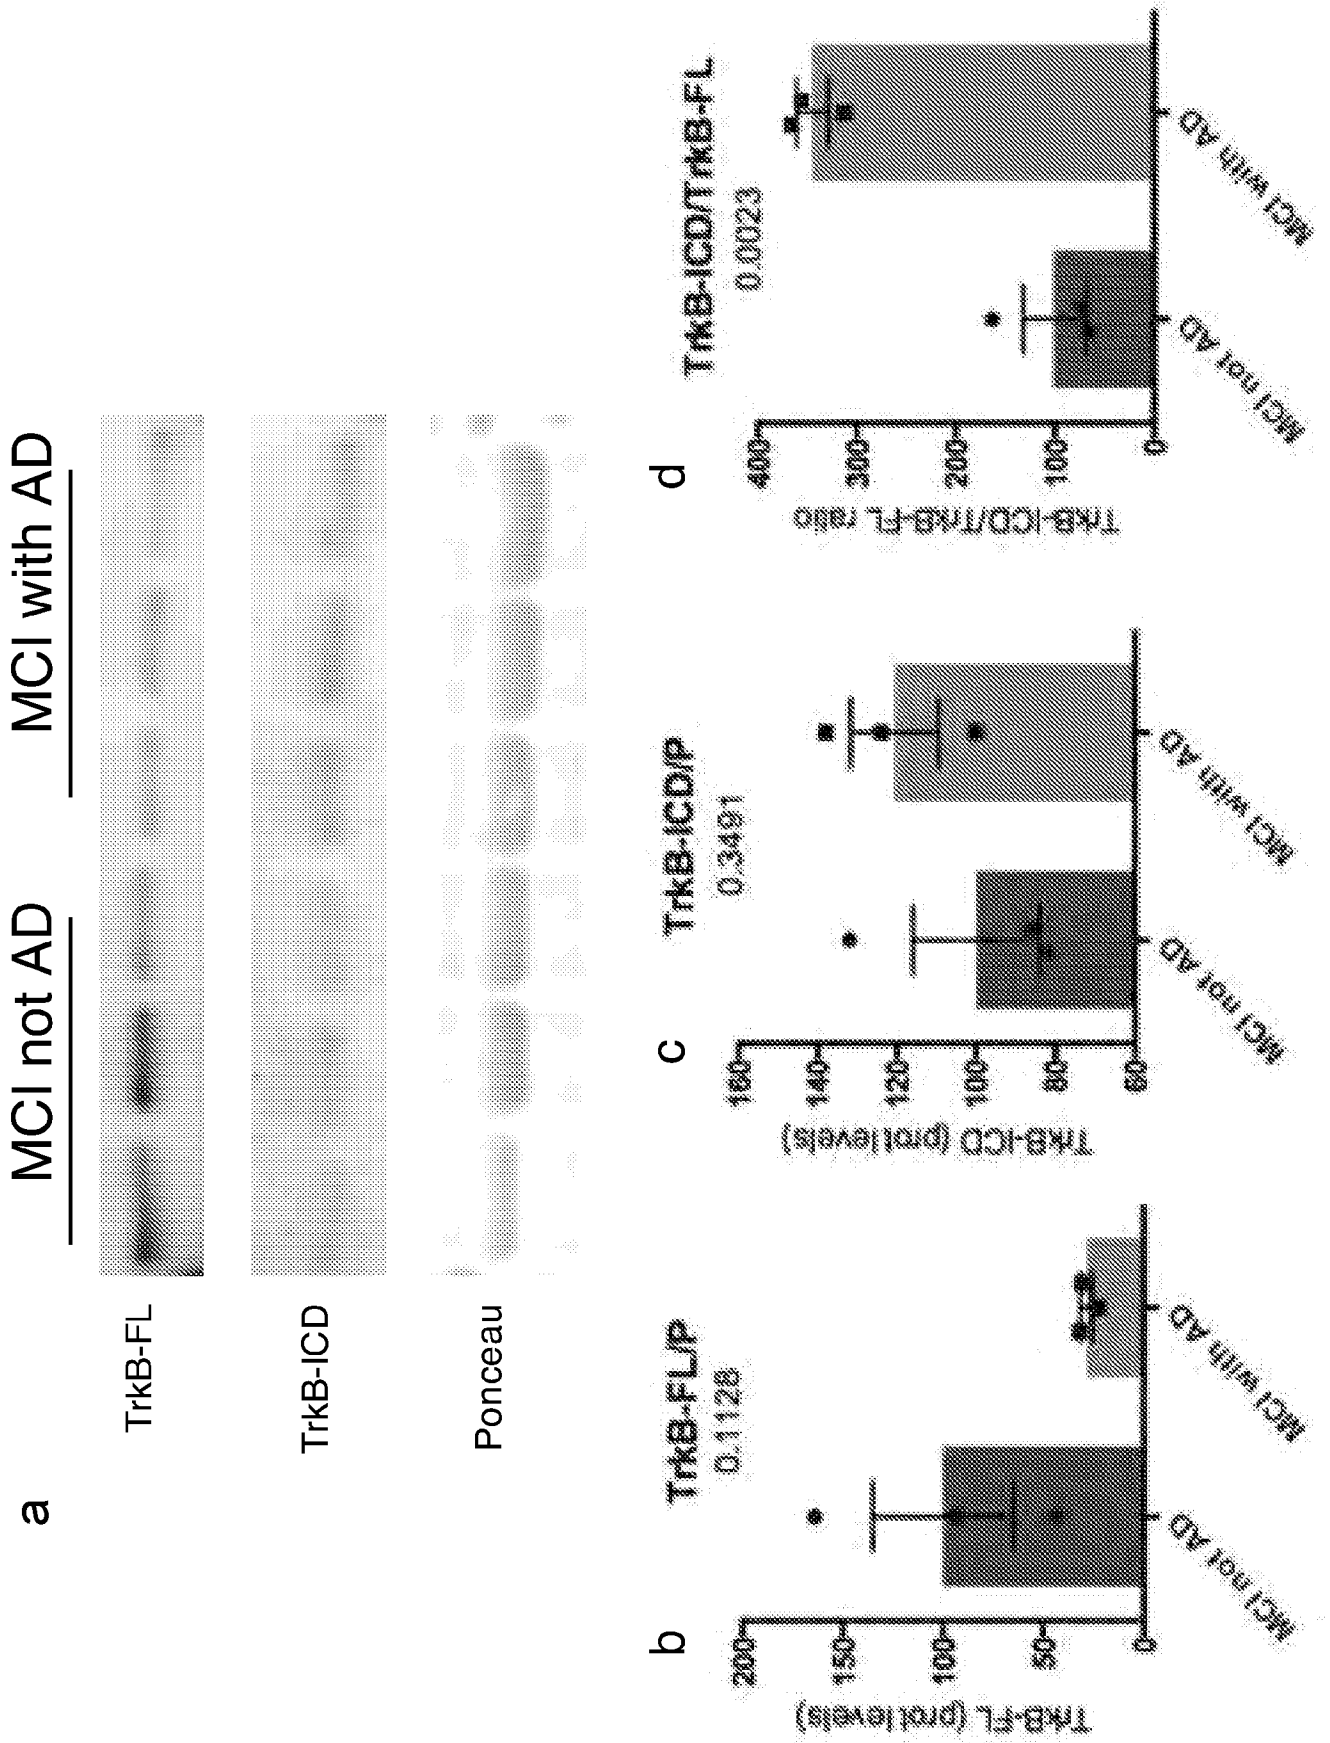 a
MCI not AD
MCI with AD
TrkB-FL
TrkB-ICD
Ponceau
b
TrkB-FL/P
0.1128
TrkB-FL (prot levels)
200
150
100
50
0
MCI not AD
MCI with AD
c
TrkB-ICD/P
0.3491
TrkB-ICD (prot levels)
160
140
120
100
80
60
MCI not AD
MCI with AD
d
TrkB-ICD/TrkB-FL
0.0023
TrkB-ICD/TrkB-FL ratio
400
300
200
100
0
MCI not AD
MCI with AD